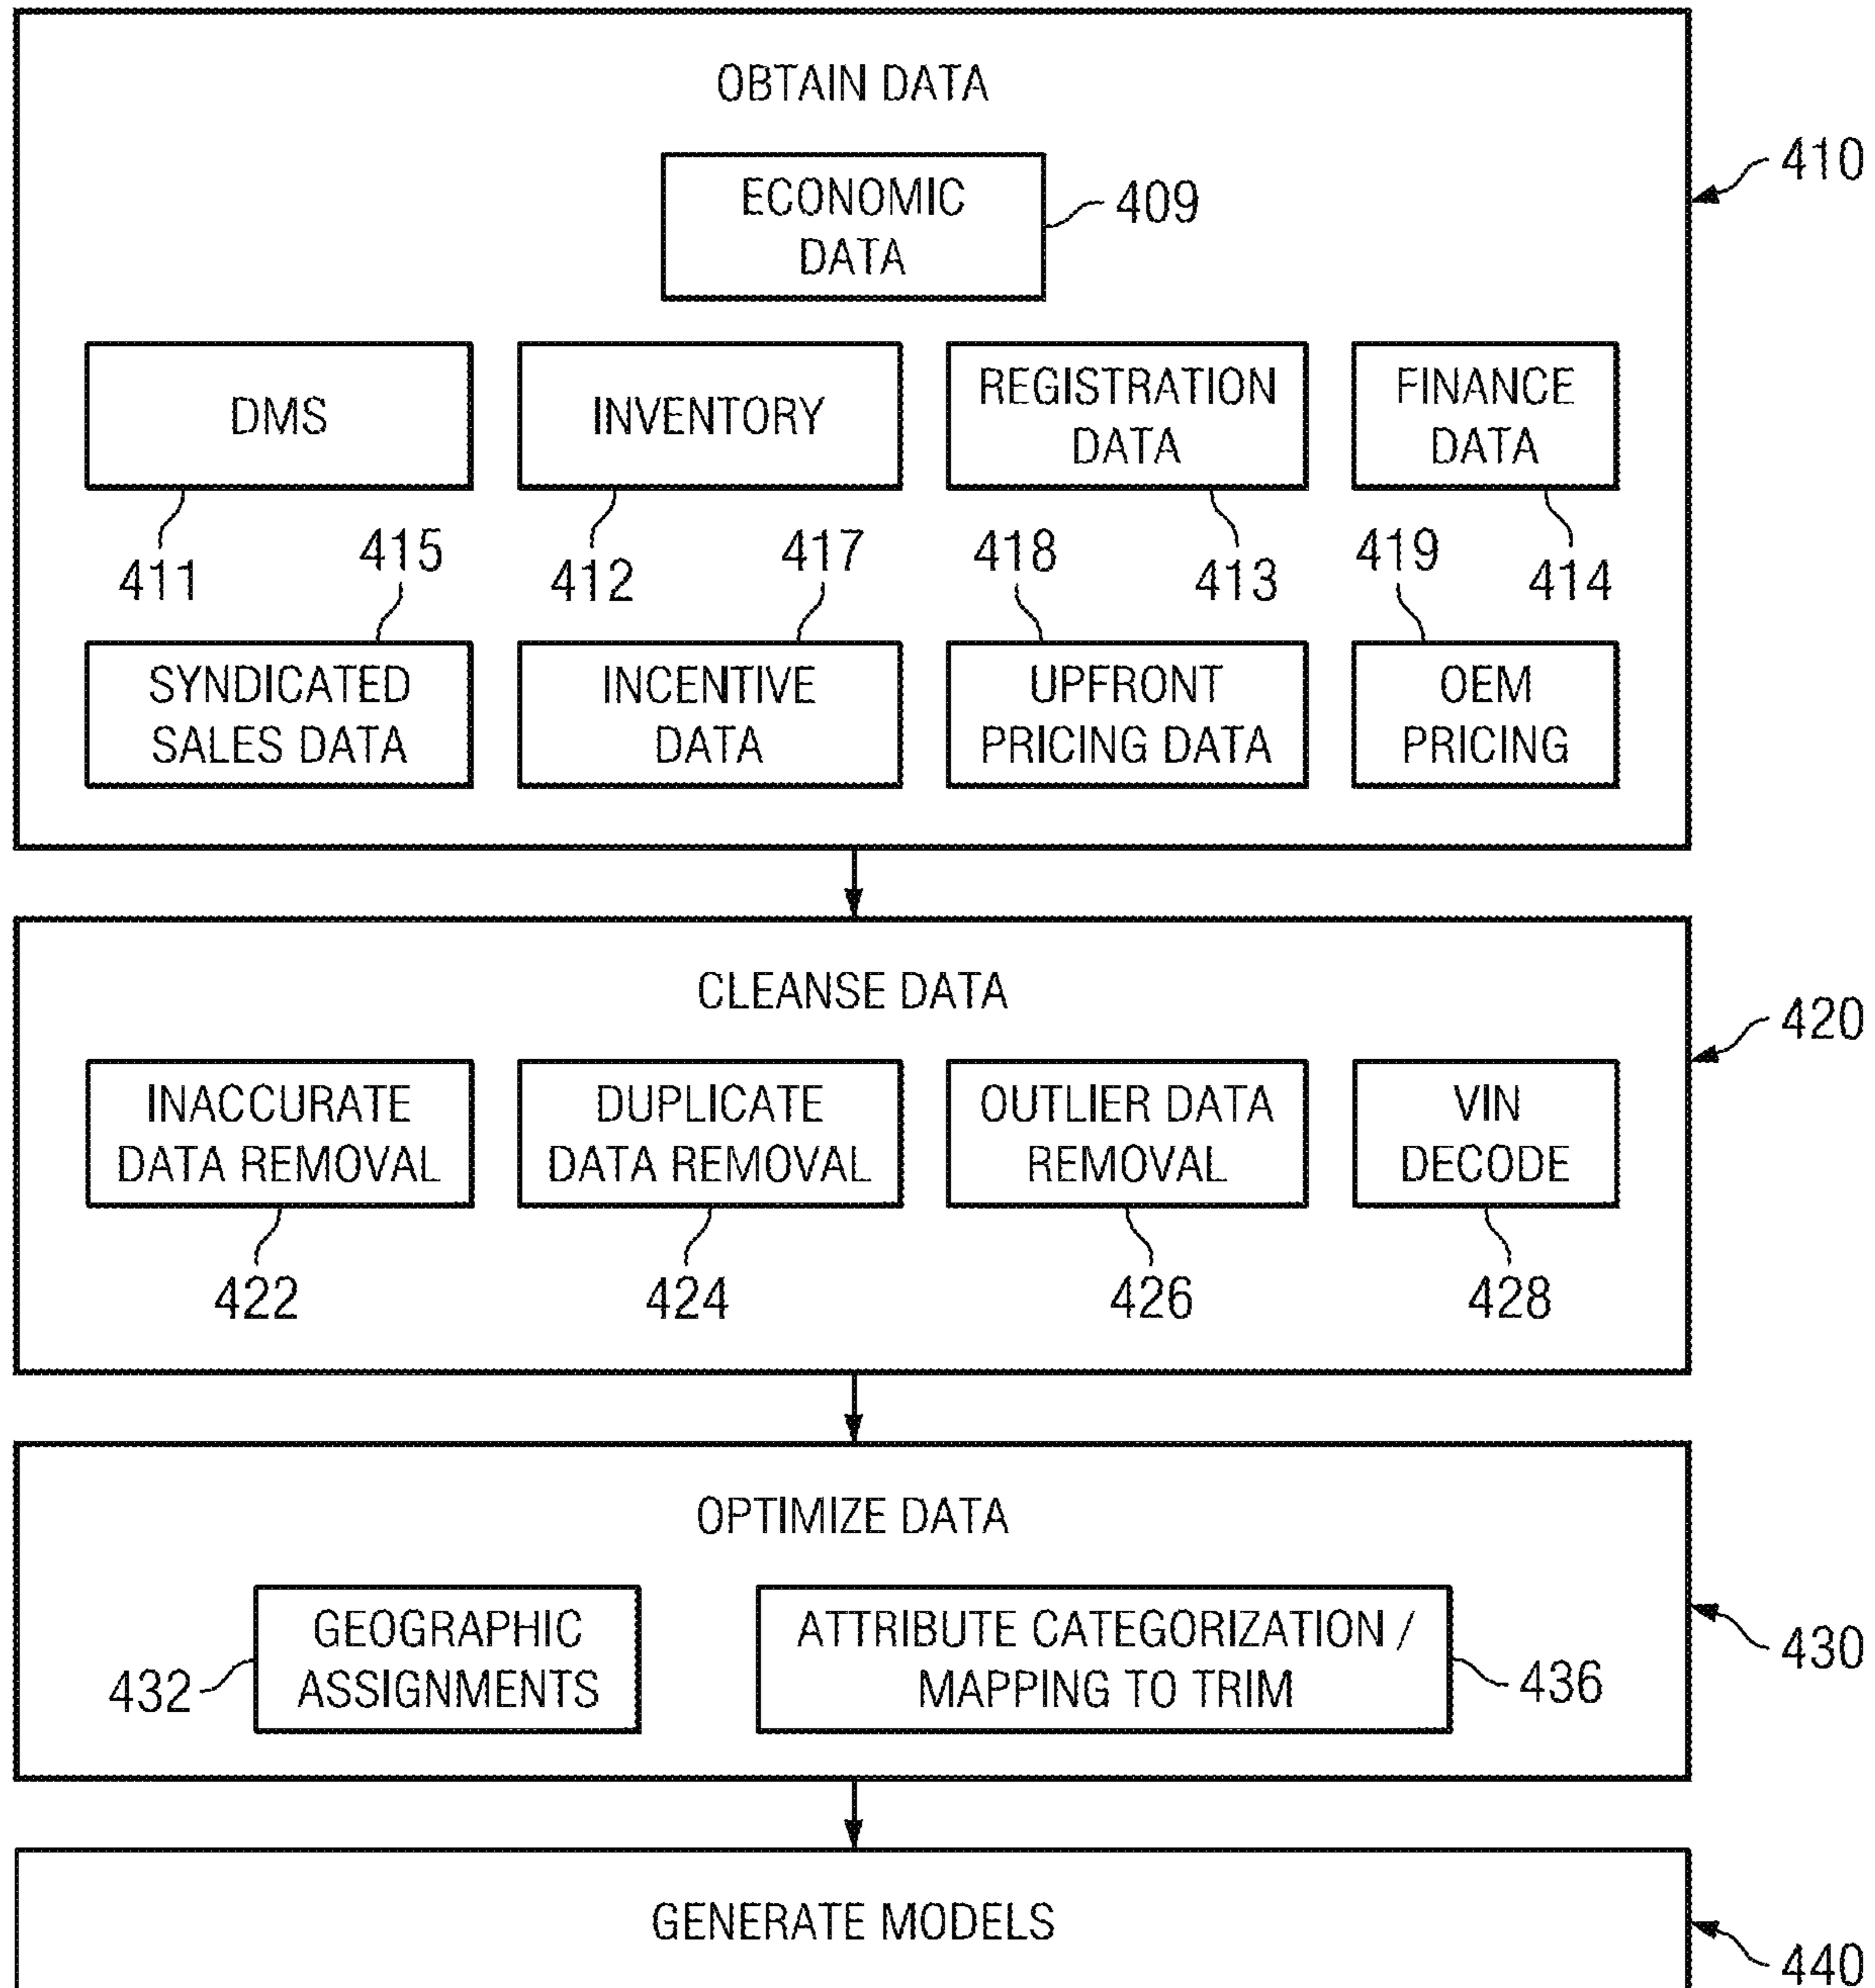 OBTAIN DATA
410
ECONOMIC
DATA
409
DMS
INVENTORY
REGISTRATION
DATA
FINANCE
DATA
411
415
412
417
418
413
419
414
SYNDICATED
SALES DATA
INCENTIVE
DATA
UPFRONT
PRICING DATA
OEM
PRICING
CLEANSE DATA
420
INACCURATE
DATA REMOVAL
DUPLICATE
DATA REMOVAL
OUTLIER DATA
REMOVAL
VIN
DECODE
422
424
426
428
OPTIMIZE DATA
430
432
GEOGRAPHIC
ASSIGNMENTS
ATTRIBUTE CATEGORIZATION /
MAPPING TO TRIM
436
GENERATE MODELS
440